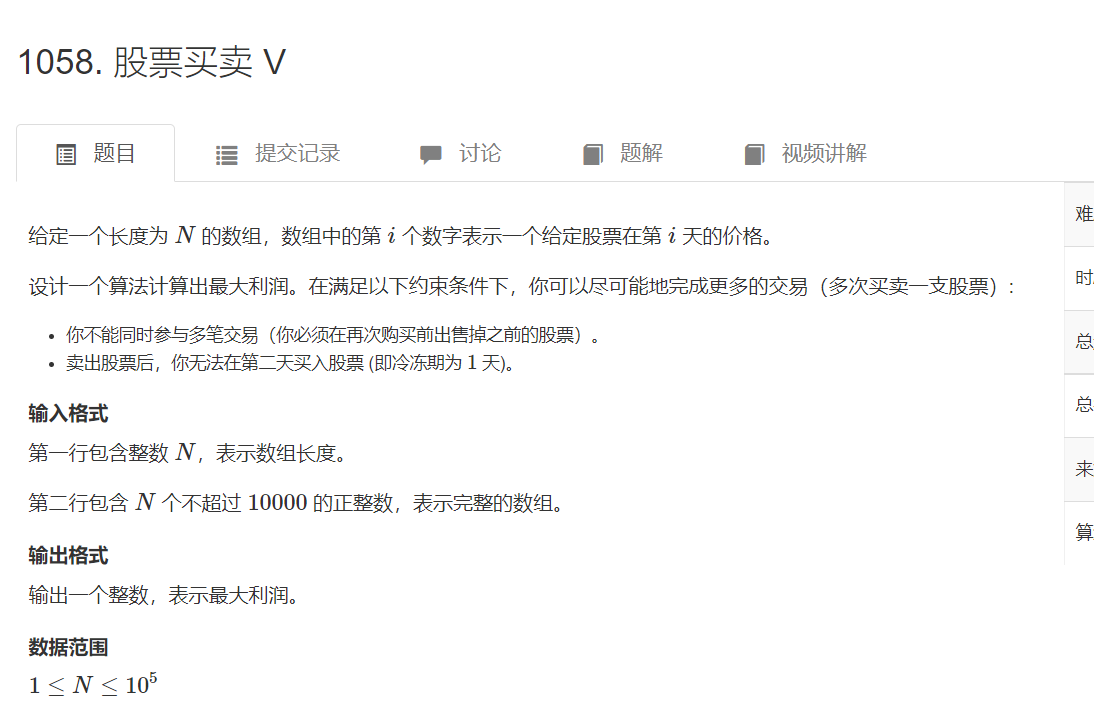 1058. 股票买卖 V
题目 提交记录 讨论 题解 视频讲解
难
给定一个长度为 N 的数组，数组中的第 i 个数字表示一个给定股票在第 i 天的价格。
时
设计一个算法计算出最大利润。在满足以下约束条件下，你可以尽可能地完成更多的交易（多次买卖一支股票）:
• 你不能同时参与多笔交易（你必须在再次购买前出售掉之前的股票）。
总
• 卖出股票后，你无法在第二天买入股票 (即冷冻期为 1 天)。
总
输入格式
第一行包含整数 N，表示数组长度。
来
第二行包含 N 个不超过 10000 的正整数，表示完整的数组。
算
输出格式
输出一个整数，表示最大利润。
数据范围
1 ≤ N ≤ 10⁵